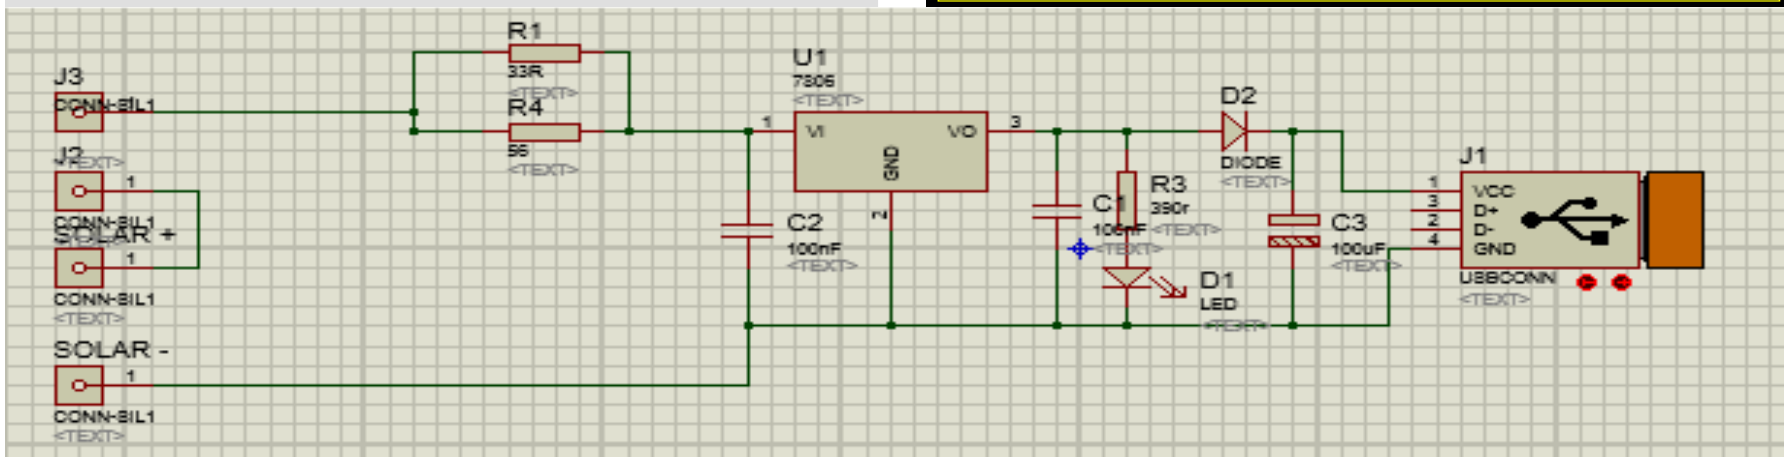 J3
CONN-SIL1
J2
<TEXT>
1
CONN-SIL1
SOLAR +
1
CONN-SIL1
<TEXT>
SOLAR -
1
CONN-SIL1
<TEXT>
R1
33R
<TEXT>
R4
56
<TEXT>
U1
7805
<TEXT>
1
VI
VO
3
GND
2
C2
100nF
<TEXT>
C1
100nF
<TEXT>
R3
390r
<TEXT>
D1
LED
<TEXT>
D2
DIODE
<TEXT>
C3
100uF
<TEXT>
J1
1
VCC
3
D+
2
D-
4
GND
USBCONN
<TEXT>